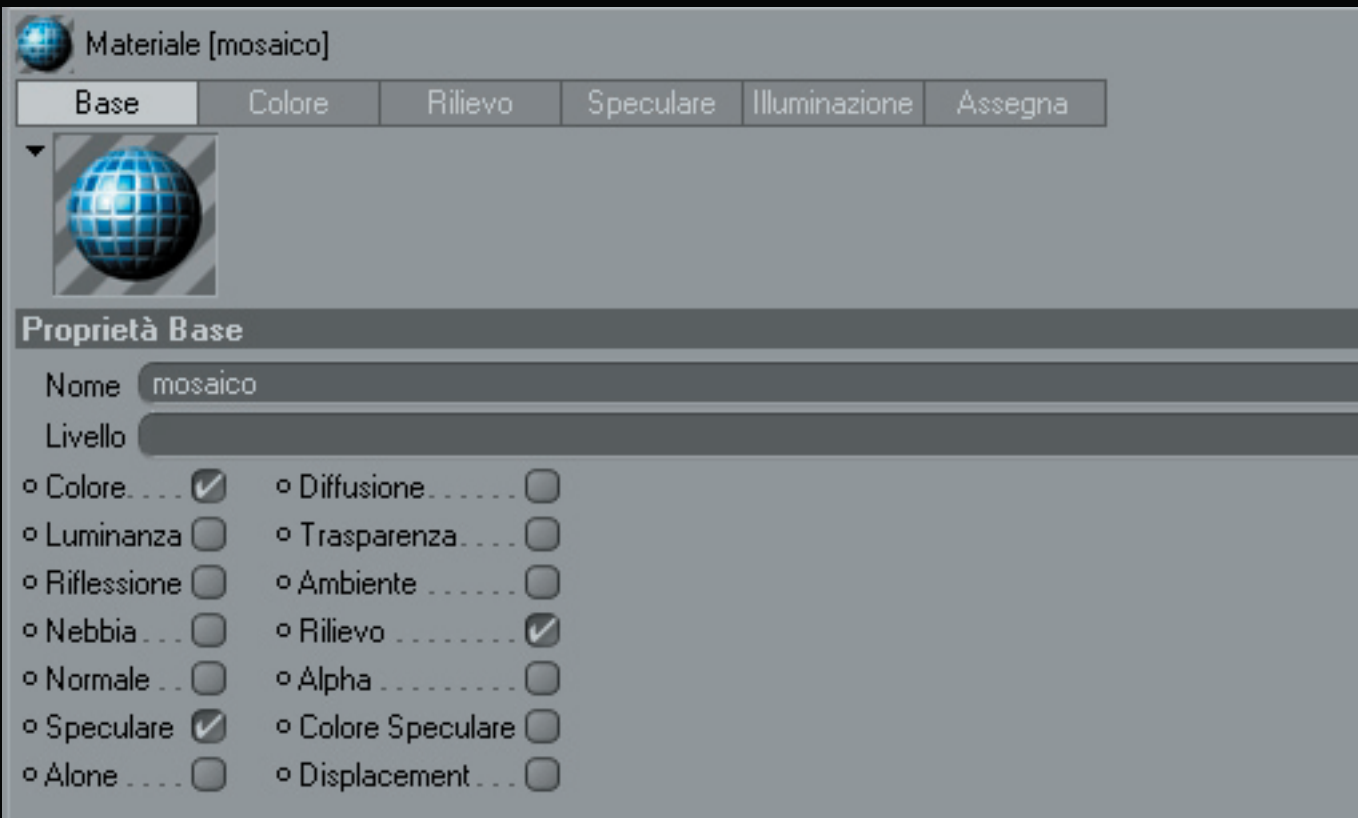 Materiale [mosaico]
Base Colore Rilievo Speculare Illuminazione Assegna
Proprietà Base
Nome mosaico
Livello
Colore. . . . Diffusione. . . . . .
Luminanza Trasparenza. . . .
Riflessione Ambiente . . . . . .
Nebbia . . . Rilievo . . . . . . . .
Normale . . Alpha . . . . . . . . .
Speculare Colore Speculare
Alone . . . . Displacement . . .